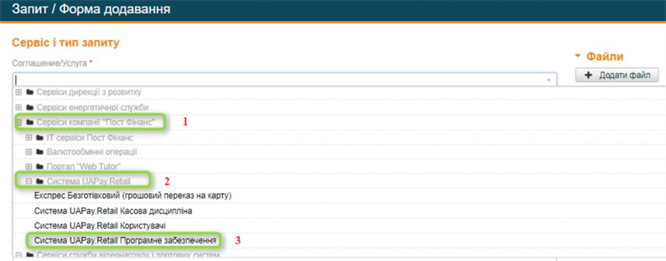 Запит / Форма додавання
Сервіс і тип запиту
Файли
Соглашение/Услуга *
Додати файл
Сервіси дирекції з розвитку
Сервіси енергетичної служби
Сервіси компанії "Пост Фінанс"
1
ІТ сервіси Пост Фінанс
Валютообмінні операції
Портал "Web Tutor"
Система UAPay.Retail
2
Експрес Безготівковий (грошовий переказ на карту)
Система UAPay.Retail Касова дисципліна
Система UAPay.Retail Користувачі
Система UAPay.Retail Програмне забезпечення
3
Сервіси служби відеонагляду і
систем